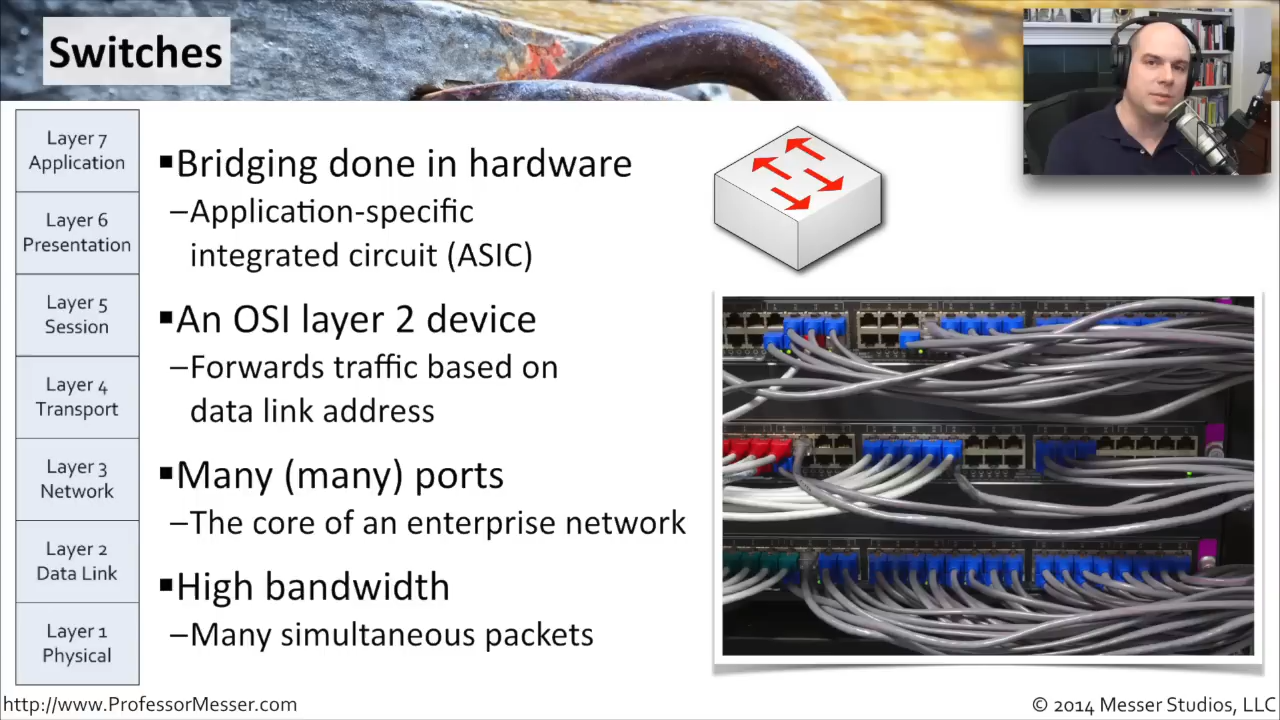 Switches
Layer 7
Application
Layer 6
Presentation
Layer 5
Session
Layer 4
Transport
Layer 3
Network
Layer 2
Data Link
Layer 1
Physical
▪Bridging done in hardware
–Application-specific
integrated circuit (ASIC)
▪An OSI layer 2 device
–Forwards traffic based on
data link address
▪Many (many) ports
–The core of an enterprise network
▪High bandwidth
–Many simultaneous packets
http://www.ProfessorMesser.com
© 2014 Messer Studios, LLC